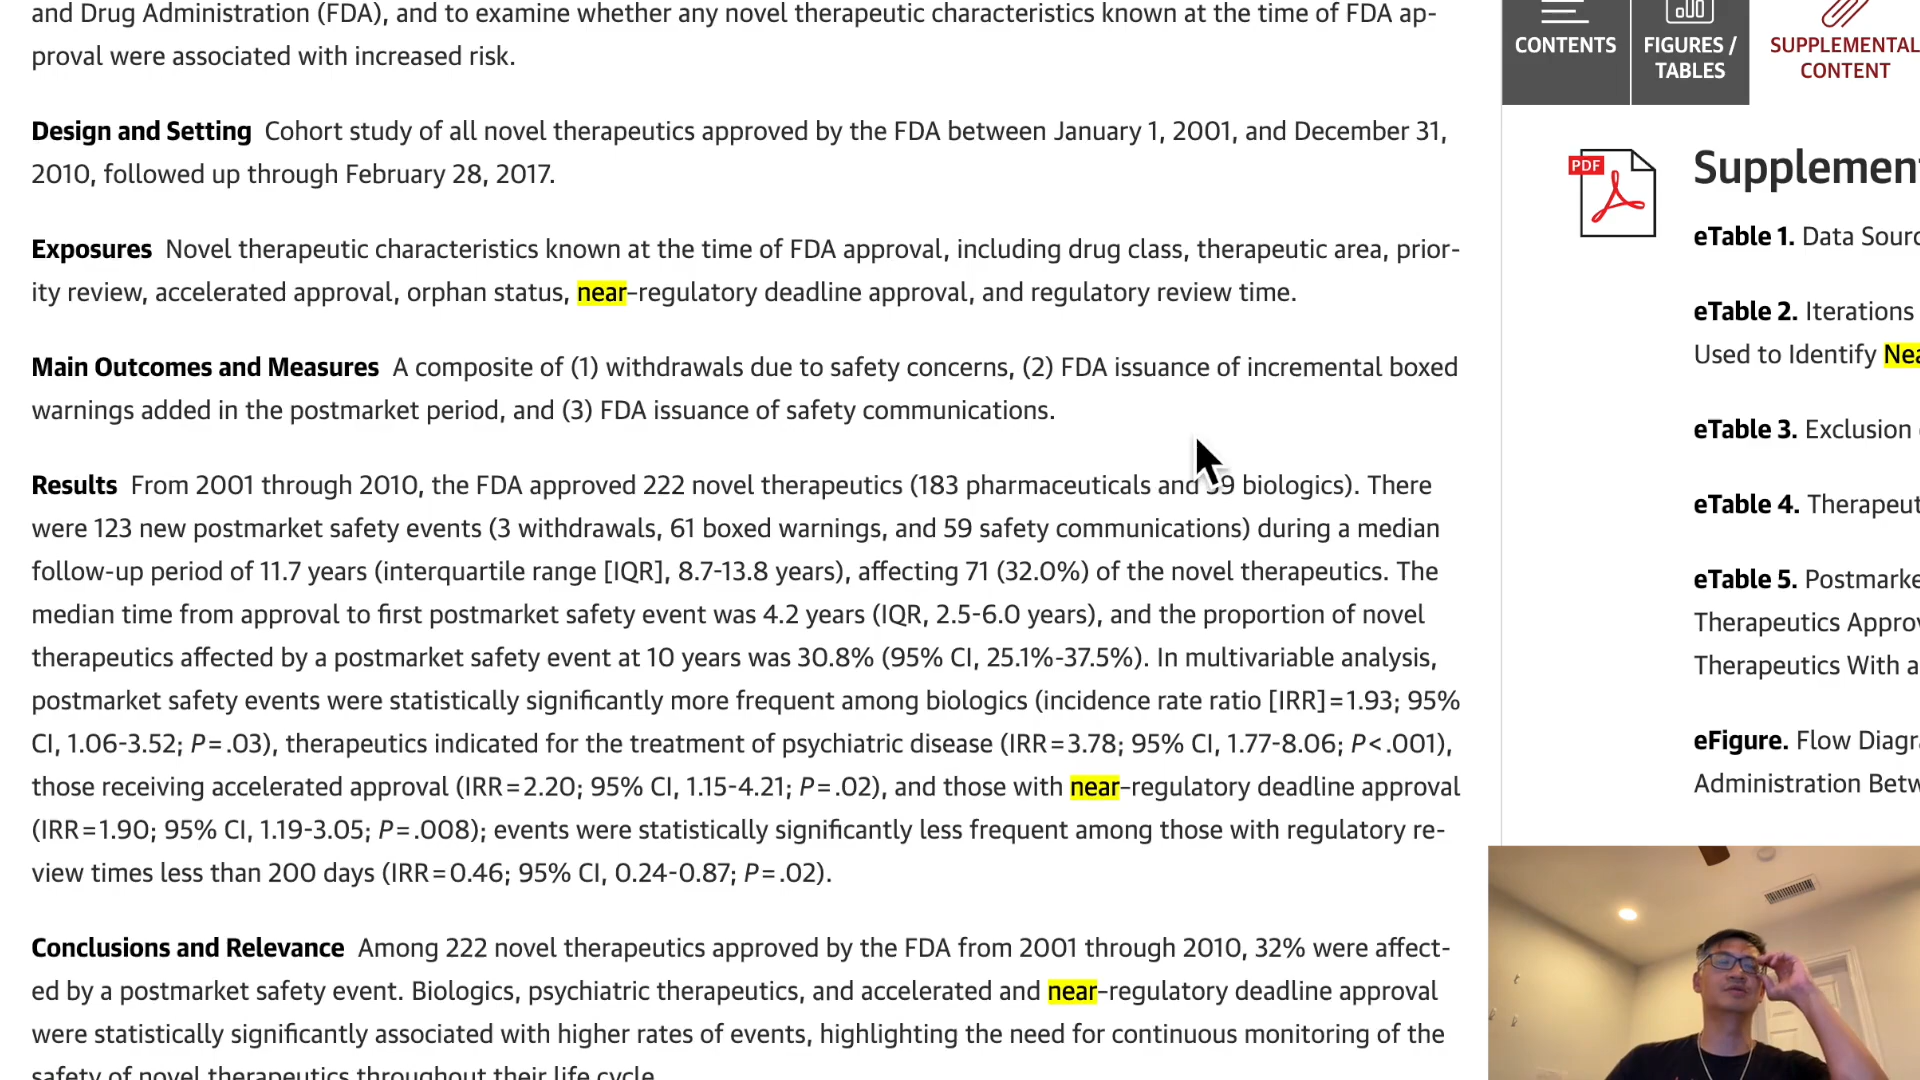 and Drug Administration (FDA), and to examine whether any novel therapeutic characteristics known at the time of FDA ap-
proval were associated with increased risk.
Design and Setting Cohort study of all novel therapeutics approved by the FDA between January 1, 2001, and December 31,
2010, followed up through February 28, 2017.
Exposures Novel therapeutic characteristics known at the time of FDA approval, including drug class, therapeutic area, prior-
ity review, accelerated approval, orphan status, near–regulatory deadline approval, and regulatory review time.
Main Outcomes and Measures A composite of (1) withdrawals due to safety concerns, (2) FDA issuance of incremental boxed
warnings added in the postmarket period, and (3) FDA issuance of safety communications.
Results From 2001 through 2010, the FDA approved 222 novel therapeutics (183 pharmaceuticals and 39 biologics). There
were 123 new postmarket safety events (3 withdrawals, 61 boxed warnings, and 59 safety communications) during a median
follow-up period of 11.7 years (interquartile range [IQR], 8.7-13.8 years), affecting 71 (32.0%) of the novel therapeutics. The
median time from approval to first postmarket safety event was 4.2 years (IQR, 2.5-6.0 years), and the proportion of novel
therapeutics affected by a postmarket safety event at 10 years was 30.8% (95% CI, 25.1%-37.5%). In multivariable analysis,
postmarket safety events were statistically significantly more frequent among biologics (incidence rate ratio [IRR] = 1.93; 95%
CI, 1.06-3.52; P = .03), therapeutics indicated for the treatment of psychiatric disease (IRR = 3.78; 95% CI, 1.77-8.06; P < .001),
those receiving accelerated approval (IRR = 2.20; 95% CI, 1.15-4.21; P = .02), and those with near–regulatory deadline approval
(IRR = 1.90; 95% CI, 1.19-3.05; P = .008); events were statistically significantly less frequent among those with regulatory re-
view times less than 200 days (IRR = 0.46; 95% CI, 0.24-0.87; P = .02).
Conclusions and Relevance Among 222 novel therapeutics approved by the FDA from 2001 through 2010, 32% were affect-
ed by a postmarket safety event. Biologics, psychiatric therapeutics, and accelerated and near–regulatory deadline approval
were statistically significantly associated with higher rates of events, highlighting the need for continuous monitoring of the
safety of novel therapeutics throughout their life cycle.
CONTENTS
FIGURES /
TABLES
SUPPLEMENTAL
CONTENT
PDF
Supplemen
eTable 1. Data Sourc
eTable 2. Iterations
Used to Identify Nea
eTable 3. Exclusion
eTable 4. Therapeut
eTable 5. Postmarke
Therapeutics Approv
Therapeutics With a
eFigure. Flow Diagr
Administration Betw